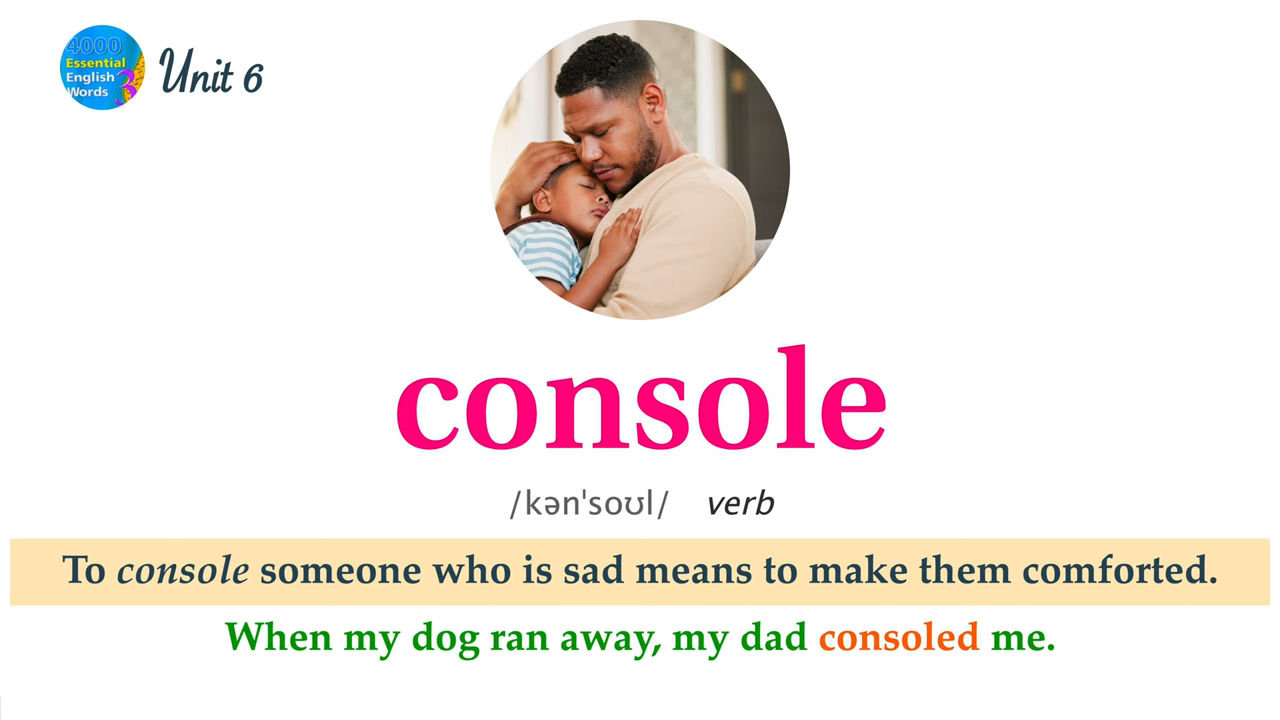 4000
Essential
English
Words 3
Unit 6
console
/kən'soʊl/ verb
To console someone who is sad means to make them comforted.
When my dog ran away, my dad consoled me.